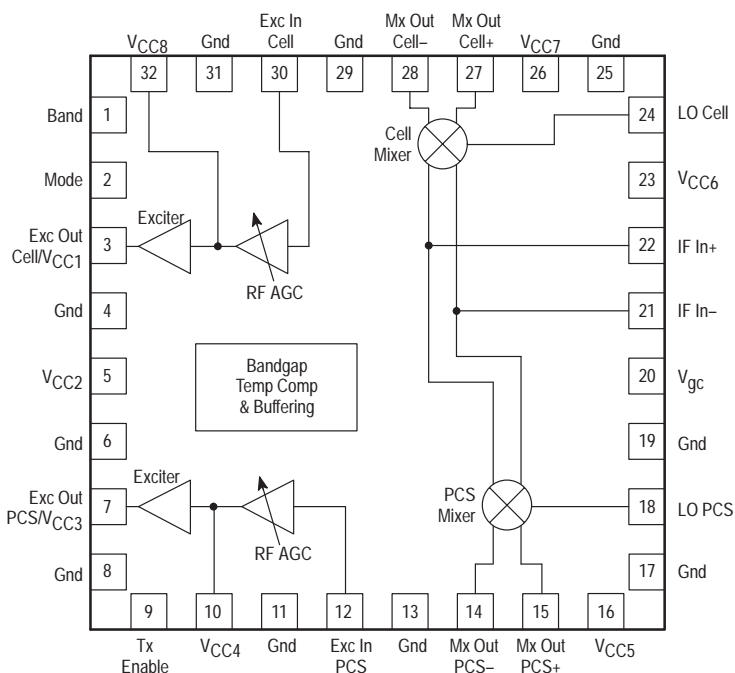 Exc In
Cell
Mx Out
Cell–
Mx Out
Cell+
VCC8
Gnd
Gnd
VCC7
Gnd
32
31
30
29
28
27
26
25
Band
1
24
LO Cell
Cell
Mixer
Mode
2
23
VCC6
Exciter
Exc Out
Cell/VCC1
3
22
IF In+
RF AGC
Gnd
4
21
IF In–
Bandgap
Temp Comp
& Buffering
VCC2
5
20
Vgc
Gnd
6
19
Gnd
Exciter
PCS
Mixer
Exc Out
PCS/VCC3
7
18
LO PCS
RF AGC
Gnd
8
17
Gnd
9
10
11
12
13
14
15
16
Tx
Enable
VCC4
Gnd
Exc In
PCS
Gnd
Mx Out
PCS–
Mx Out
PCS+
VCC5